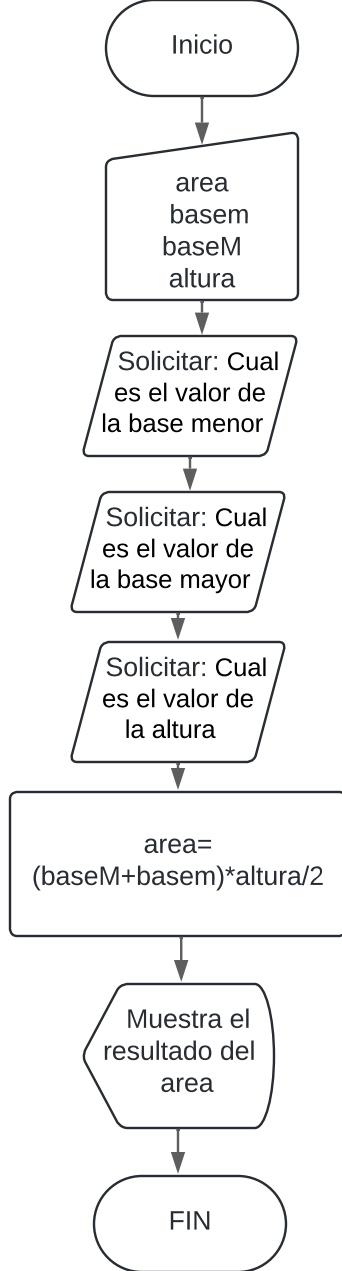 Inicio
area
basem
baseM
altura
Solicitar: Cual
es el valor de
la base menor
Solicitar: Cual
es el valor de
la base mayor
Solicitar: Cual
es el valor de
la altura
area=
(baseM+basem)*altura/2
Muestra el
resultado del
area
FIN